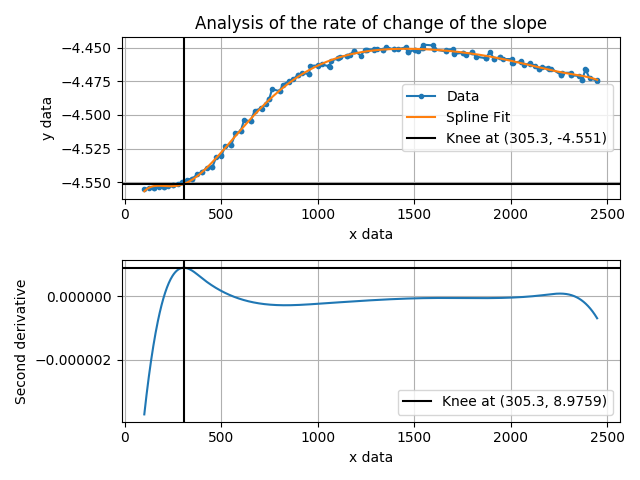 Analysis of the rate of change of the slope
−4.450
−4.475
−4.500
−4.525
−4.550
y data
Data
Spline Fit
Knee at (305.3, -4.551)
0 500 1000 1500 2000 2500
x data
0.000000
−0.000002
Second derivative
Knee at (305.3, 8.9759)
0 500 1000 1500 2000 2500
x data